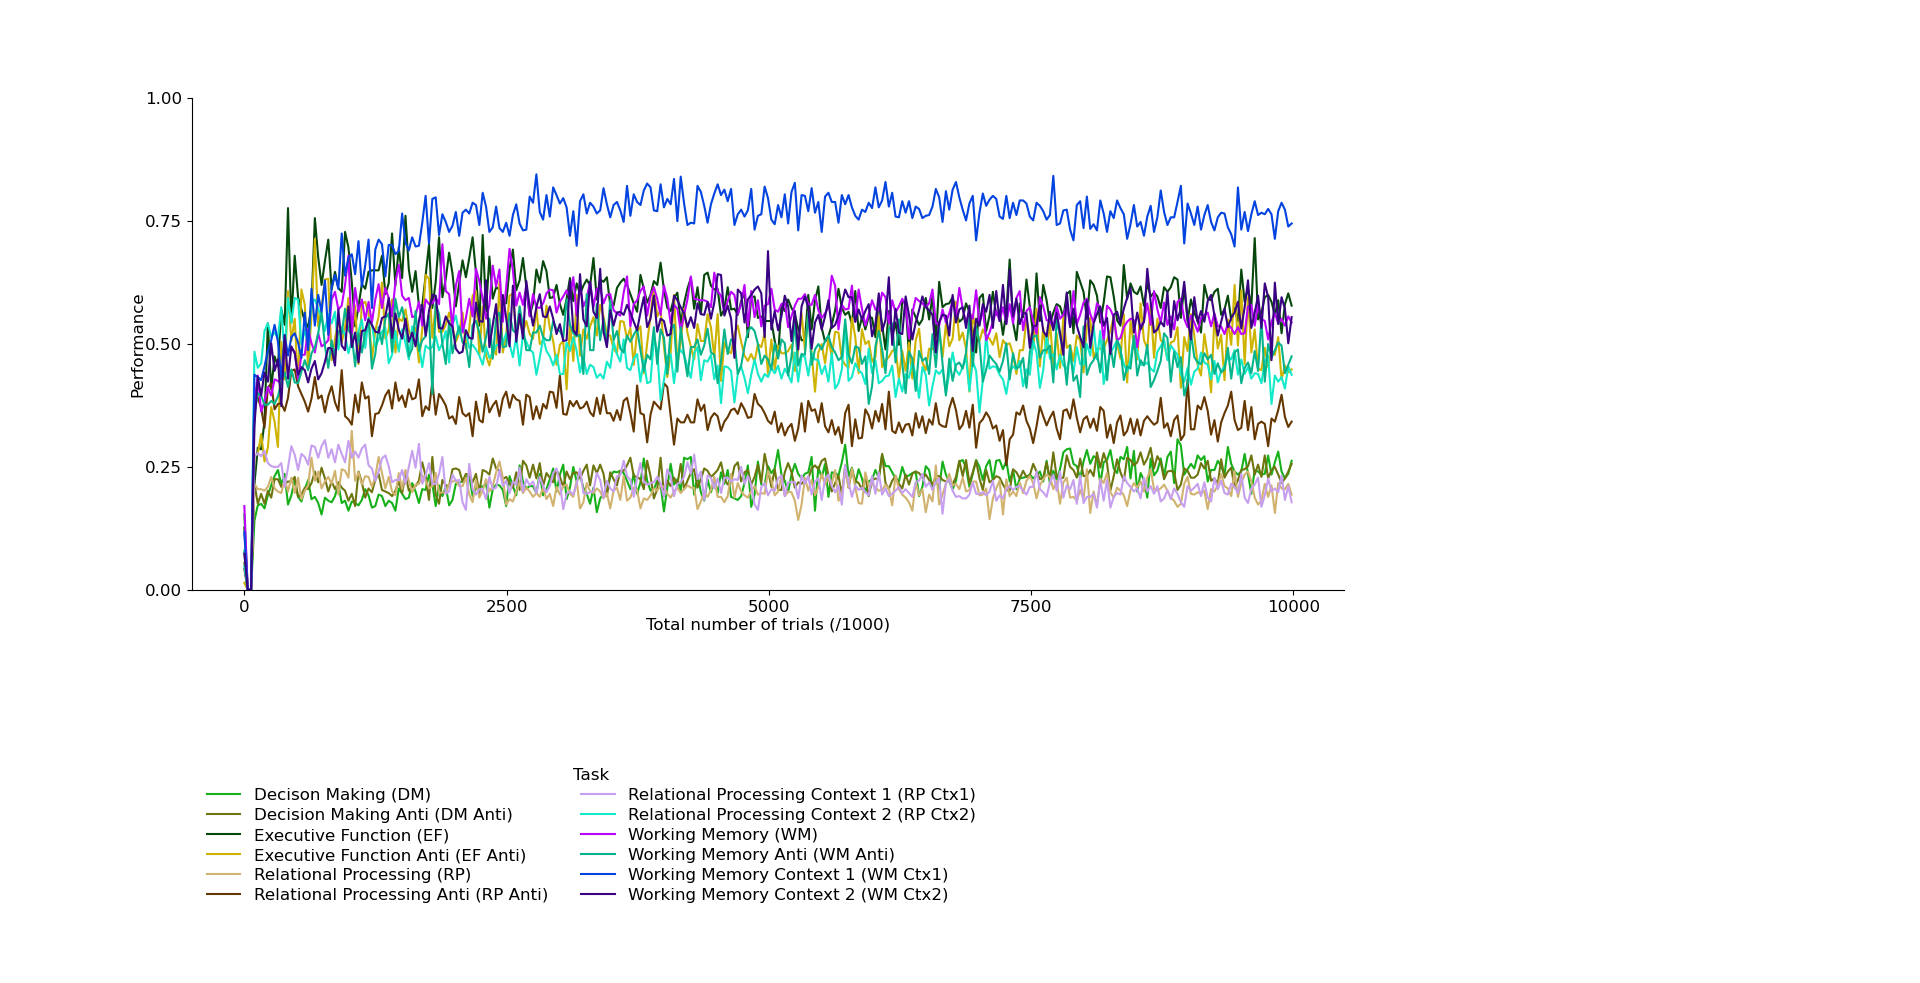 1.00
0.75
0.50
0.25
0.00
Performance
0 2500 5000 7500 10000
Total number of trials (/1000)
Task
Decison Making (DM)
Decision Making Anti (DM Anti)
Executive Function (EF)
Executive Function Anti (EF Anti)
Relational Processing (RP)
Relational Processing Anti (RP Anti)
Relational Processing Context 1 (RP Ctx1)
Relational Processing Context 2 (RP Ctx2)
Working Memory (WM)
Working Memory Anti (WM Anti)
Working Memory Context 1 (WM Ctx1)
Working Memory Context 2 (WM Ctx2)